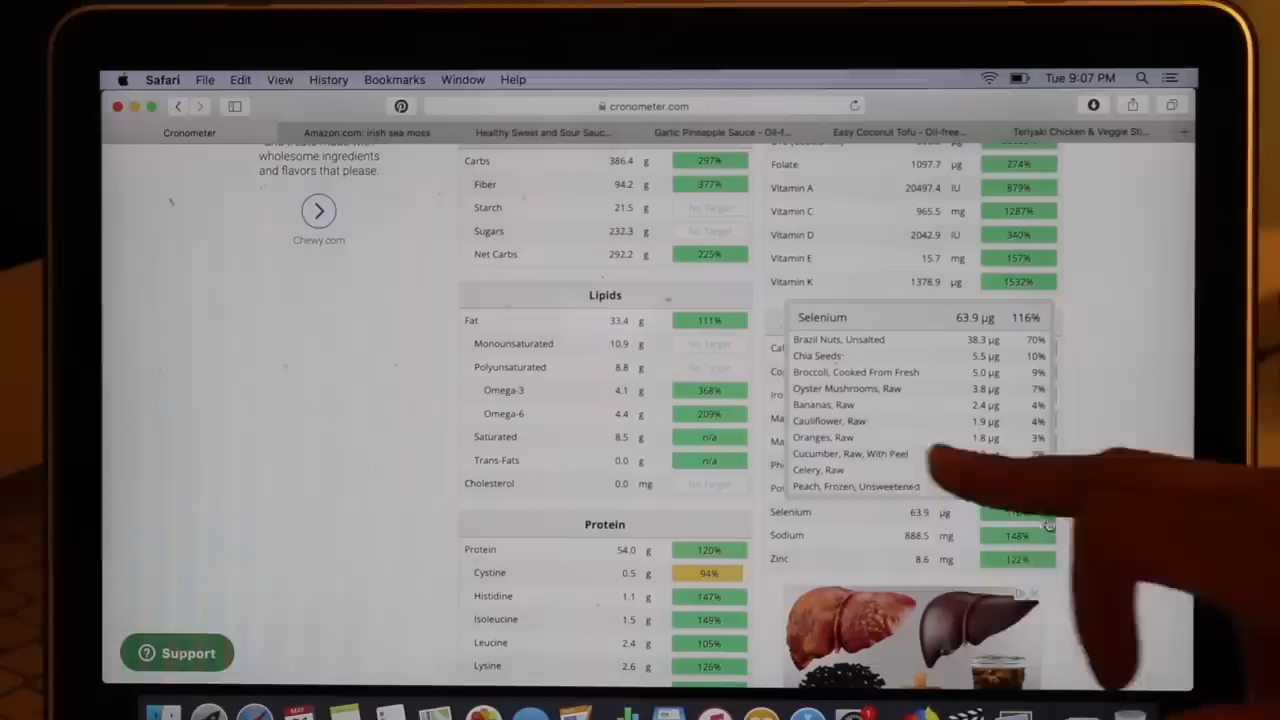 Safari File Edit View History Bookmarks Window Help Tue 9:07 PM
cronometer.com
Cronometer Amazon.com: irish sea moss Healthy Sweet and Sour Sauc... Garlic Pineapple Sauce - Oil-f... Easy Coconut Tofu - Oil-free... Teriyaki Chicken & Veggie Sti...
wholesome ingredients
and flavors that please.
Chewy.com
Carbs 386.4 g 297%
Fiber 94.2 g 377%
Starch 21.5 g No Target
Sugars 232.3 g No Target
Net Carbs 292.2 g 225%
Lipids
Fat 33.4 g 111%
Monounsaturated 10.9 g No Target
Polyunsaturated 8.8 g No Target
Omega-3 4.1 g 368%
Omega-6 4.4 g 209%
Saturated 8.5 g n/a
Trans-Fats 0.0 g n/a
Cholesterol 0.0 mg No Target
Protein
Protein 54.0 g 120%
Cystine 0.5 g 94%
Histidine 1.1 g 147%
Isoleucine 1.5 g 149%
Leucine 2.4 g 105%
Lysine 2.6 g 126%
Folate 1097.7 µg 274%
Vitamin A 20497.4 IU 879%
Vitamin C 965.5 mg 1287%
Vitamin D 2042.9 IU 340%
Vitamin E 15.7 mg 157%
Vitamin K 1378.9 µg 1532%
Selenium 63.9 µg 116%
Brazil Nuts, Unsalted 38.3 µg 70%
Chia Seeds 5.5 µg 10%
Broccoli, Cooked From Fresh 5.0 µg 9%
Oyster Mushrooms, Raw 3.8 µg 7%
Bananas, Raw 2.4 µg 4%
Cauliflower, Raw 1.9 µg 4%
Oranges, Raw 1.8 µg 3%
Cucumber, Raw, With Peel
Celery, Raw
Peach, Frozen, Unsweetened
Selenium 63.9 µg
Sodium 888.5 mg 148%
Zinc 8.6 mg 122%
Support